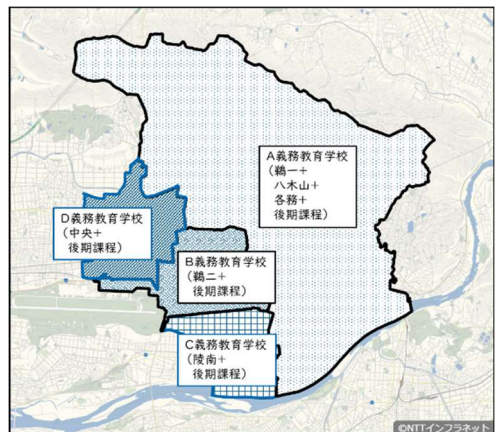 A義務教育学校
(鵜一+
八木山+
各務+
後期課程)
D義務教育学校
(中央+
後期課程)
B義務教育学校
(鵜二+
後期課程)
C義務教育学校
(陵南+
後期課程)
©NTTインフラネット